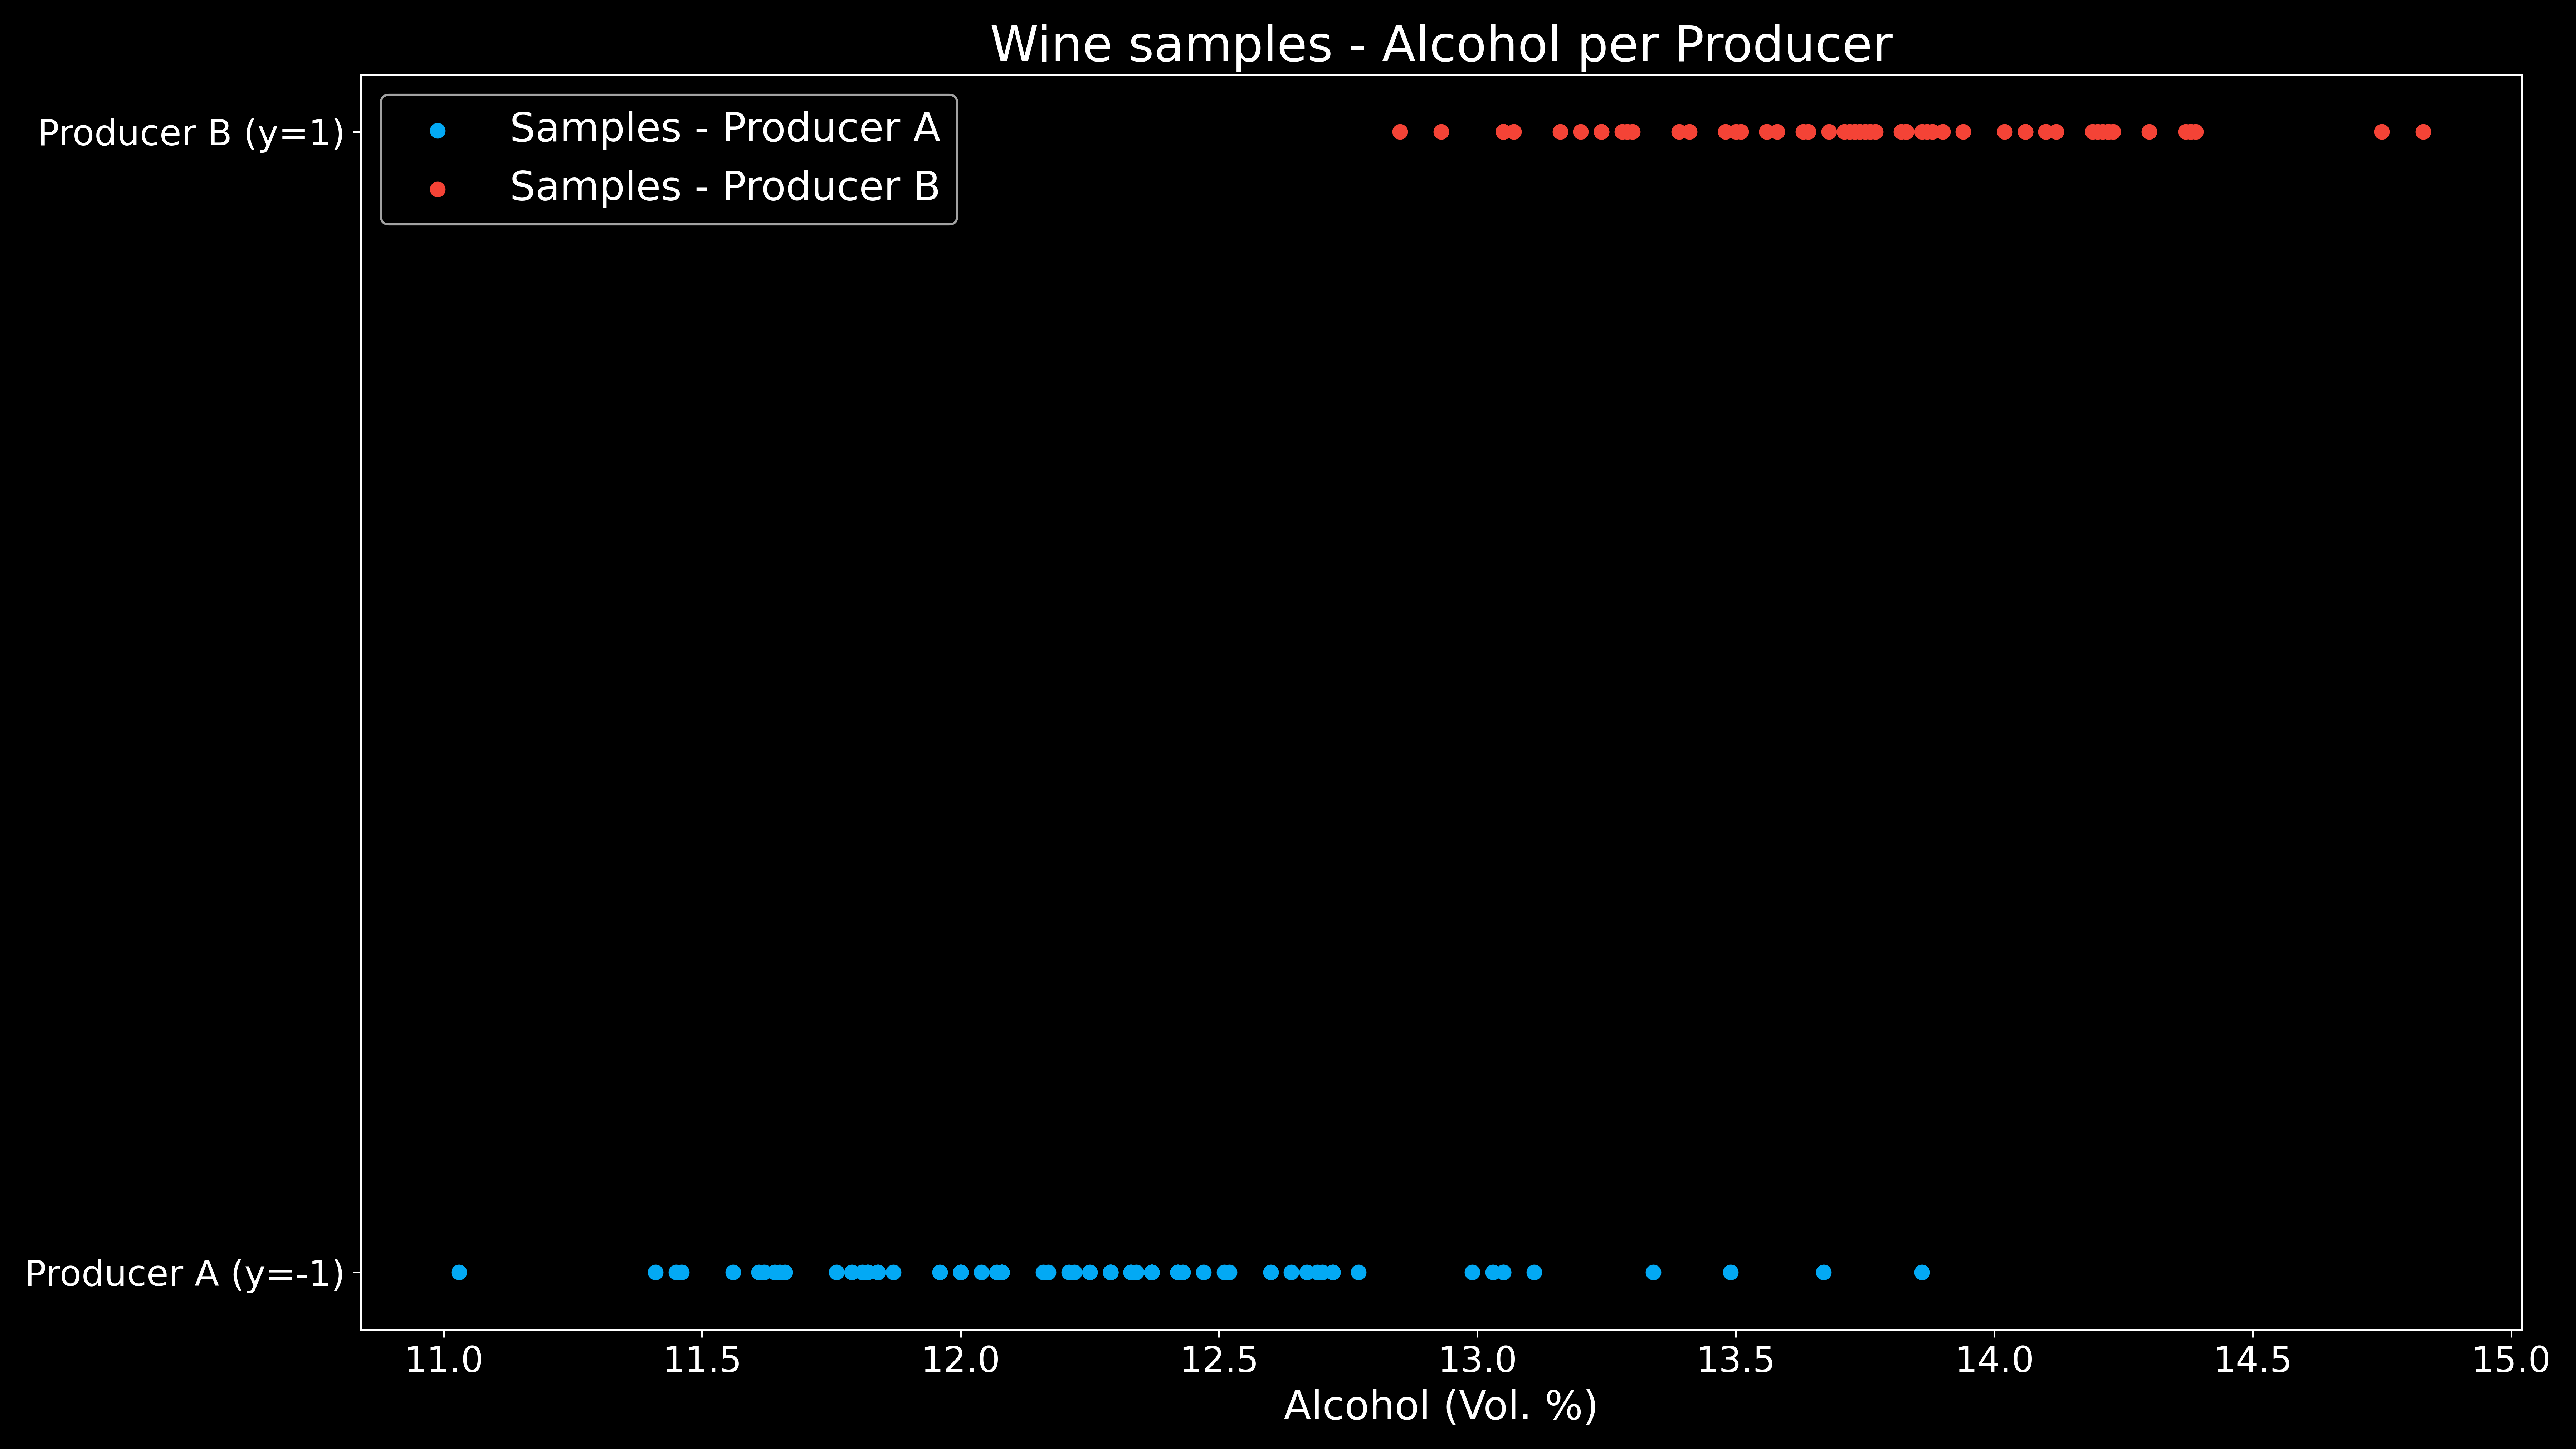 Wine samples - Alcohol per Producer
Producer B (y=1)
Samples - Producer A
Samples - Producer B
Producer A (y=-1)
11.0 11.5 12.0 12.5 13.0 13.5 14.0 14.5 15.0
Alcohol (Vol. %)